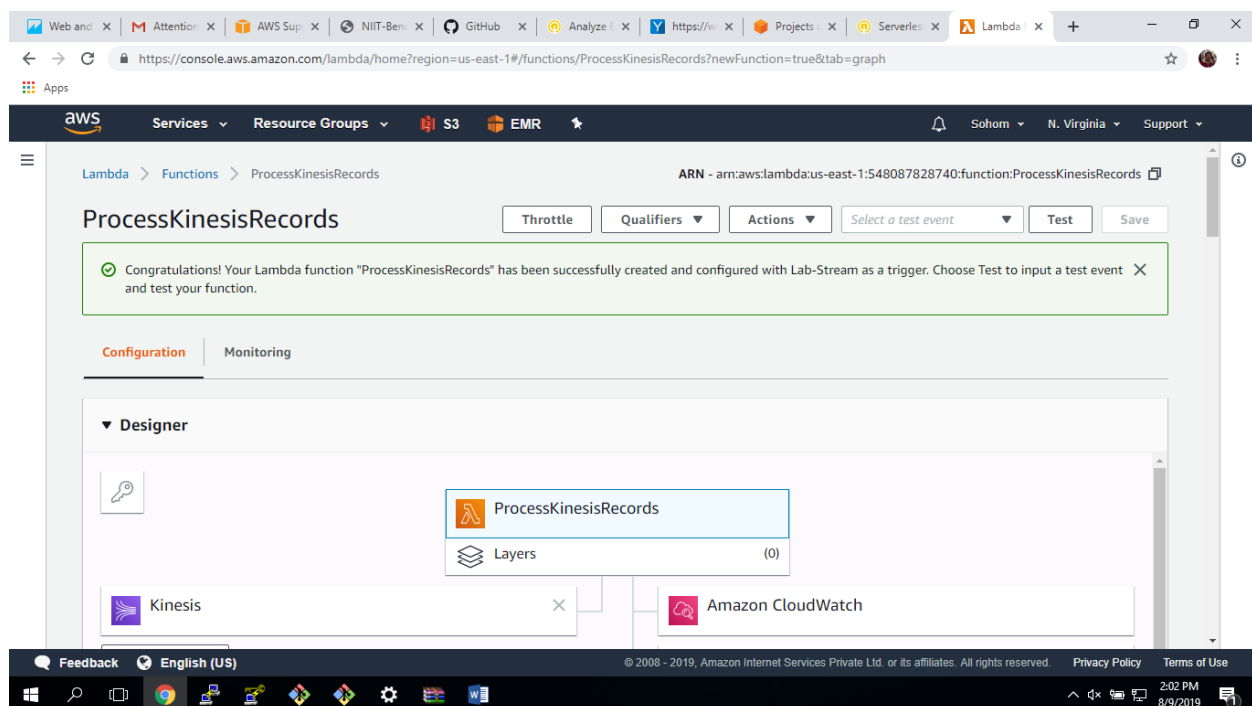 Web and
Attention
AWS Sup
NIIT-Ben
GitHub
Analyze E
https://w
Projects
Serverles
Lambda
https://console.aws.amazon.com/lambda/home?region=us-east-1#/functions/ProcessKinesisRecords?newFunction=true&tab=graph
Apps
aws Services Resource Groups S3 EMR Sohom N. Virginia Support
Lambda > Functions > ProcessKinesisRecords
ARN - arn:aws:lambda:us-east-1:548087828740:function:ProcessKinesisRecords
ProcessKinesisRecords
Throttle Qualifiers Actions Select a test event Test Save
Congratulations! Your Lambda function "ProcessKinesisRecords" has been successfully created and configured with Lab-Stream as a trigger. Choose Test to input a test event
and test your function.
Configuration Monitoring
Designer
ProcessKinesisRecords
Layers (0)
Kinesis
Amazon CloudWatch
Feedback English (US) © 2008 - 2019, Amazon Internet Services Private Ltd. or its affiliates. All rights reserved. Privacy Policy Terms of Use
2:02 PM
8/9/2019